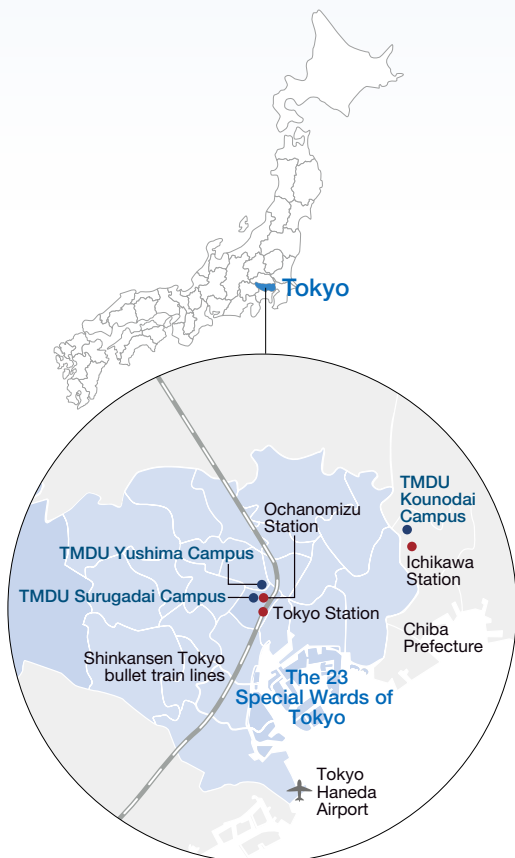 Tokyo
TMDU
Kounodai
Campus
Ochanomizu
Station
TMDU Yushima Campus
Ichikawa
Station
TMDU Surugadai Campus
Tokyo Station
Chiba
Prefecture
Shinkansen Tokyo
bullet train lines
The 23
Special Wards of
Tokyo
Tokyo
Haneda
Airport